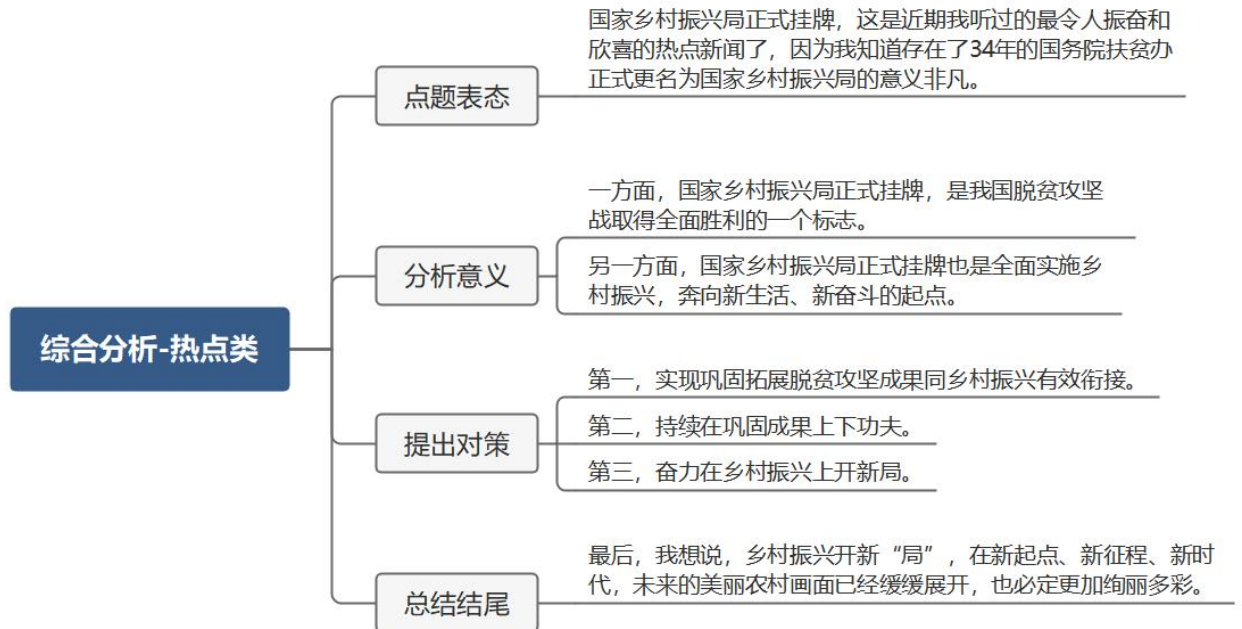 综合分析-热点类
点题表态
国家乡村振兴局正式挂牌，这是近期我听过的最令人振奋和
欣喜的热点新闻了，因为我知道存在了34年的国务院扶贫办
正式更名为国家乡村振兴局的意义非凡。
分析意义
一方面，国家乡村振兴局正式挂牌，是我国脱贫攻坚
战取得全面胜利的一个标志。
另一方面，国家乡村振兴局正式挂牌也是全面实施乡
村振兴，奔向新生活、新奋斗的起点。
提出对策
第一，实现巩固拓展脱贫攻坚成果同乡村振兴有效衔接。
第二，持续在巩固成果上下功夫。
第三，奋力在乡村振兴上开新局。
总结结尾
最后，我想说，乡村振兴开新“局”，在新起点、新征程、新时
代，未来的美丽农村画面已经缓缓展开，也必定更加绚丽多彩。